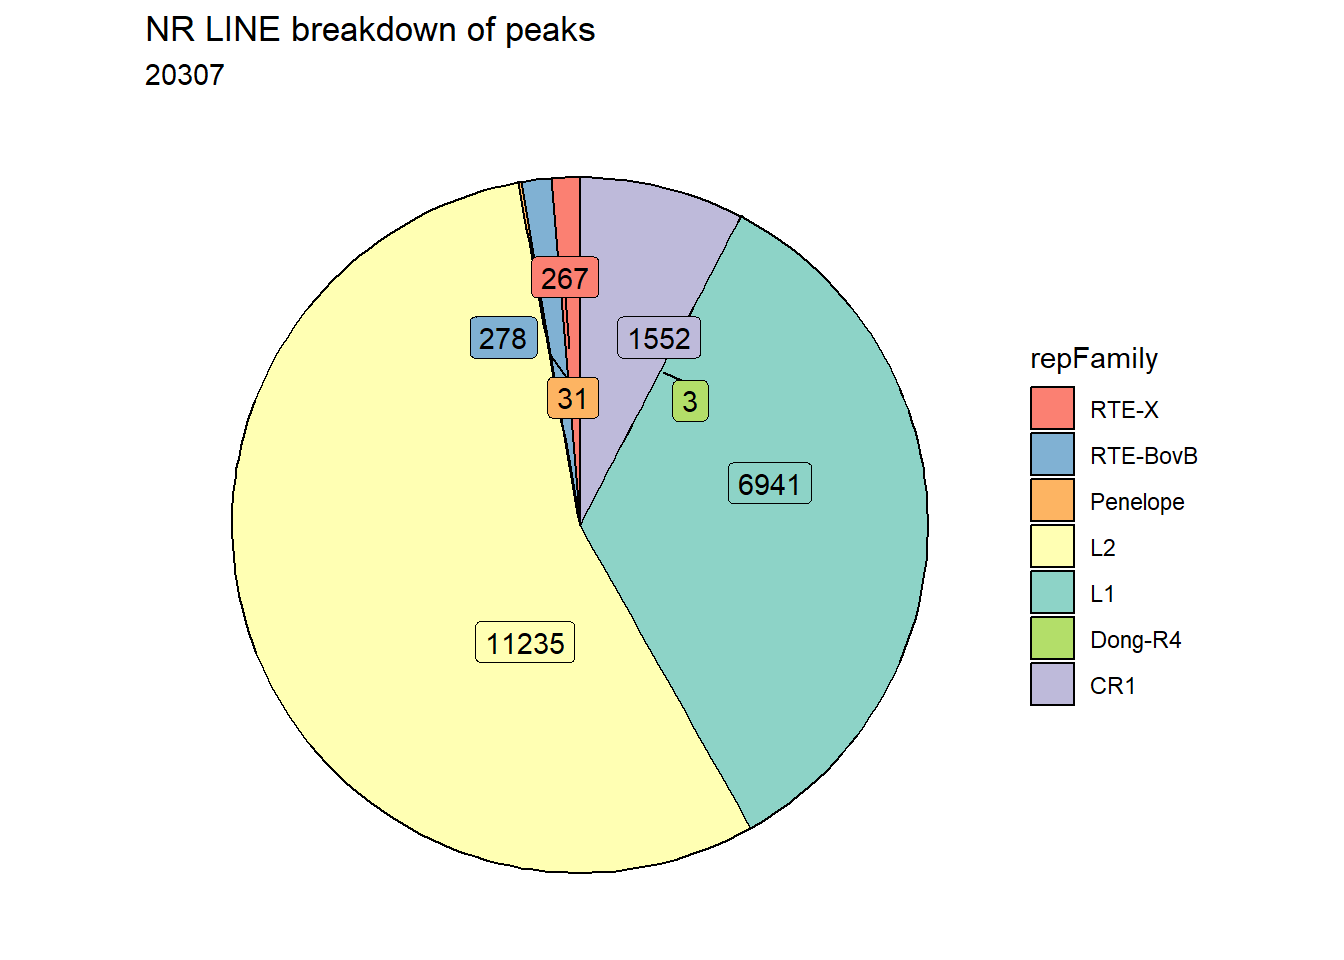 NR LINE breakdown of peaks
20307
267
278
1552
31
3
6941
11235
repFamily
RTE-X
RTE-BovB
Penelope
L2
L1
Dong-R4
CR1